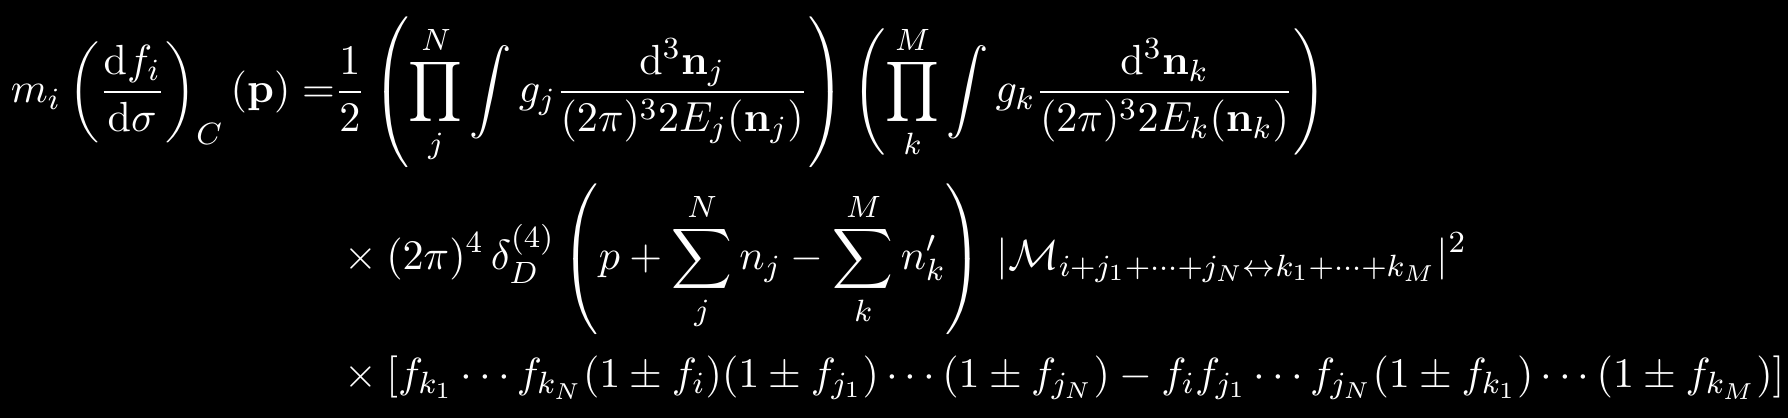 m_i \left( \frac{\mathrm{d}f_i}{\mathrm{d}\sigma} \right)_C (\mathbf{p}) = \frac{1}{2} \left( \prod_j^N \int g_j \frac{\mathrm{d}^3\mathbf{n}_j}{(2\pi)^3 2E_j(\mathbf{n}_j)} \right) \left( \prod_k^M \int g_k \frac{\mathrm{d}^3\mathbf{n}_k}{(2\pi)^3 2E_k(\mathbf{n}_k)} \right)
\times (2\pi)^4 \, \delta_D^{(4)} \left( p + \sum_j^N n_j - \sum_k^M n'_k \right) |\mathcal{M}_{i+j_1+\cdots+j_N \leftrightarrow k_1+\cdots+k_M}|^2
\times [f_{k_1} \cdots f_{k_N} (1 \pm f_i)(1 \pm f_{j_1}) \cdots (1 \pm f_{j_N}) - f_i f_{j_1} \cdots f_{j_N} (1 \pm f_{k_1}) \cdots (1 \pm f_{k_M})]